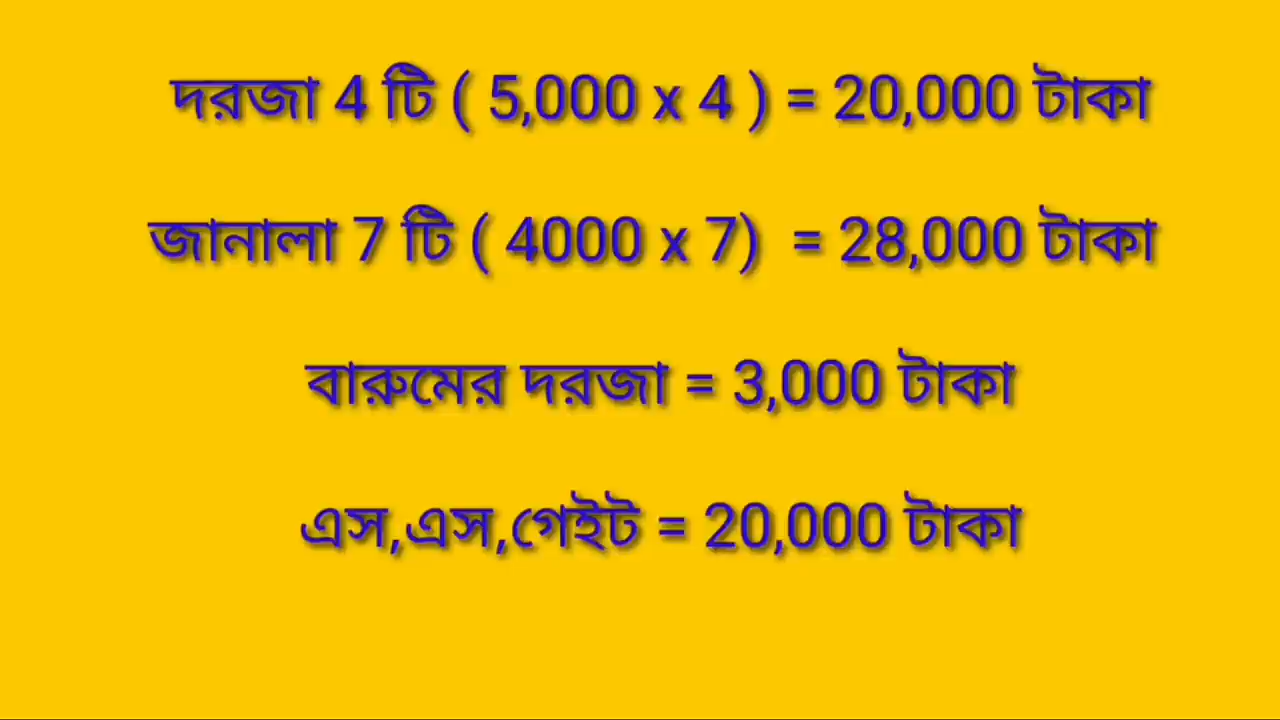 দরজা 4 টি ( 5,000 x 4 ) = 20,000 টাকা
জানালা 7 টি ( 4000 x 7) = 28,000 টাকা
বারুমের দরজা = 3,000 টাকা
এস,এস,গেইট = 20,000 টাকা